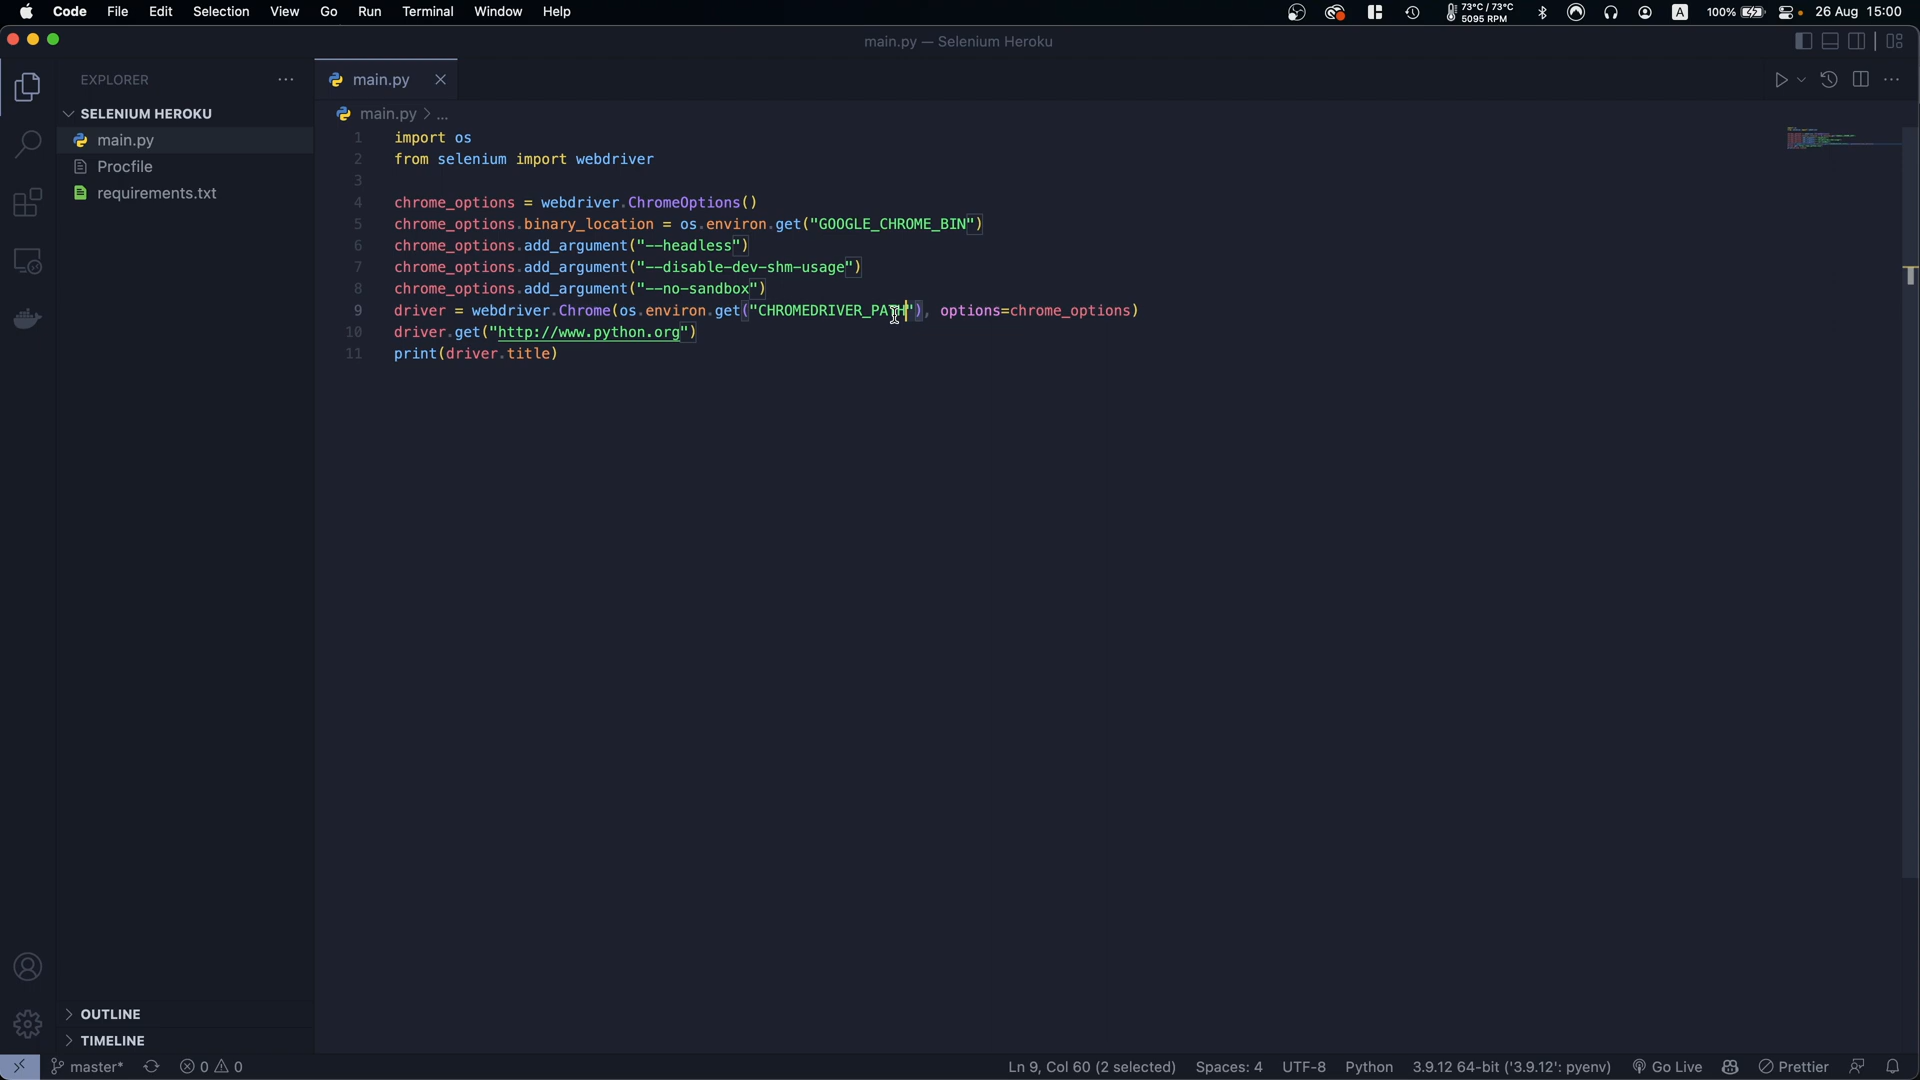 Code File Edit Selection View Go Run Terminal Window Help
73°C / 73°C
5095 RPM
A
100%
26 Aug 15:00
main.py — Selenium Heroku
EXPLORER
SELENIUM HEROKU
main.py
Procfile
requirements.txt
OUTLINE
TIMELINE
main.py
main.py > ...
1 import os
2 from selenium import webdriver
3
4 chrome_options = webdriver.ChromeOptions()
5 chrome_options.binary_location = os.environ.get("GOOGLE_CHROME_BIN")
6 chrome_options.add_argument("--headless")
7 chrome_options.add_argument("--disable-dev-shm-usage")
8 chrome_options.add_argument("--no-sandbox")
9 driver = webdriver.Chrome(os.environ.get("CHROMEDRIVER_PATH"), options=chrome_options)
10 driver.get("http://www.python.org")
11 print(driver.title)
master* 0 0
Ln 9, Col 60 (2 selected) Spaces: 4 UTF-8 Python 3.9.12 64-bit ('3.9.12': pyenv) Go Live Prettier